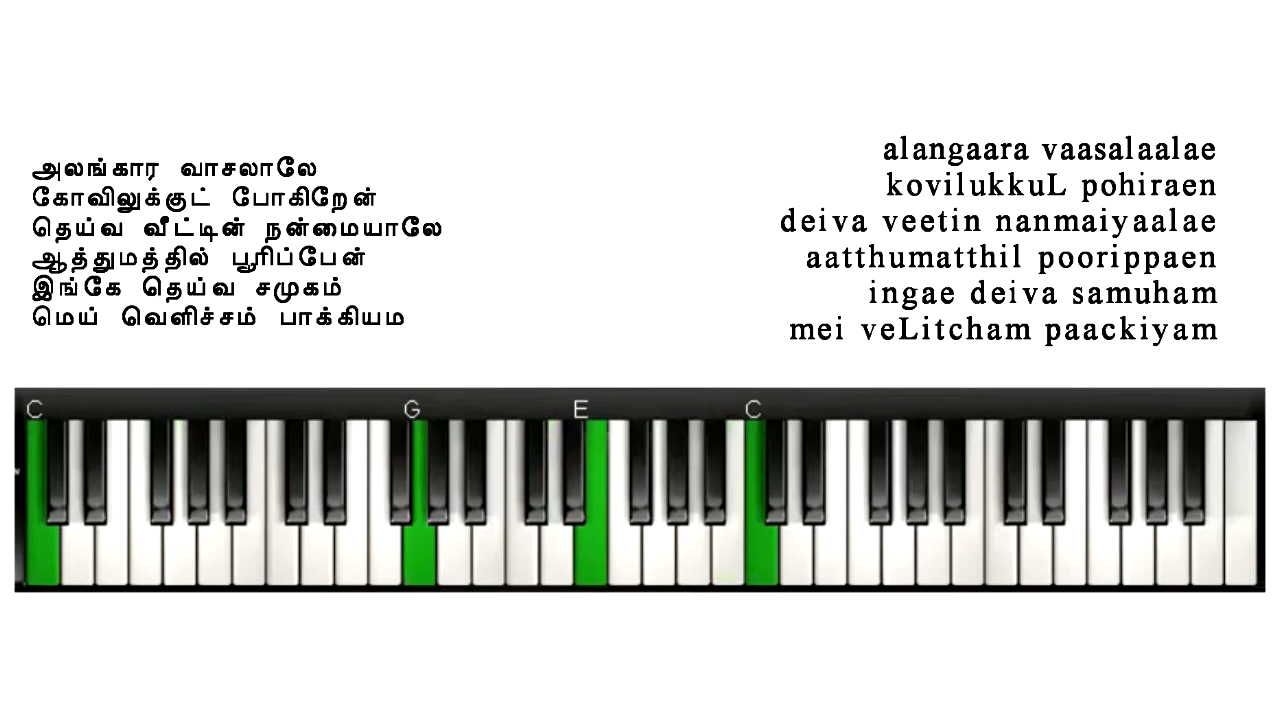 அலங்கார வாசலாலே
கோவிலுக்குட் போகிறேன்
தெய்வ வீட்டின் நன்மையாலே
ஆத்துமத்தில் பூரிப்பேன்
இங்கே தெய்வ சமுகம்
மெய் வெளிச்சம் பாக்கியம
alangaara vaasalaalae
kovilukkuL pohiraen
deiva veetin nanmaiyaalae
aatthumatthil poorippaen
ingae deiva samuham
mei veLitcham paackiyam
C G E C